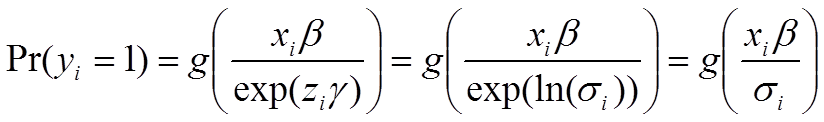 Pr(y_i = 1) = g(x_i β / exp(z_i γ)) = g(x_i β / exp(ln(σ_i))) = g(x_i β / σ_i)